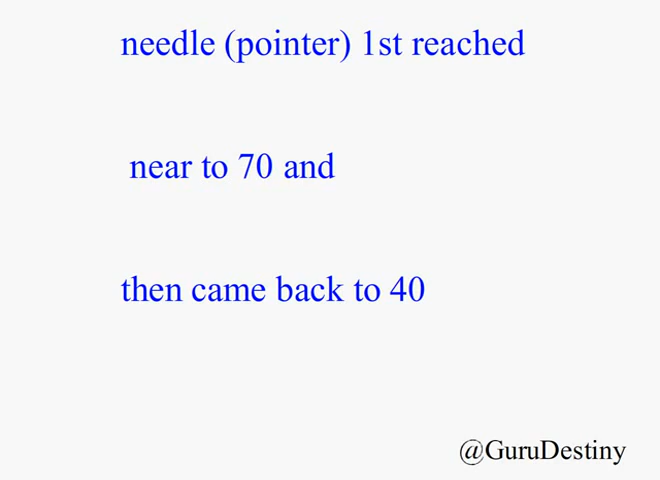 needle (pointer) 1st reached
near to 70 and
then came back to 40
@GuruDestiny